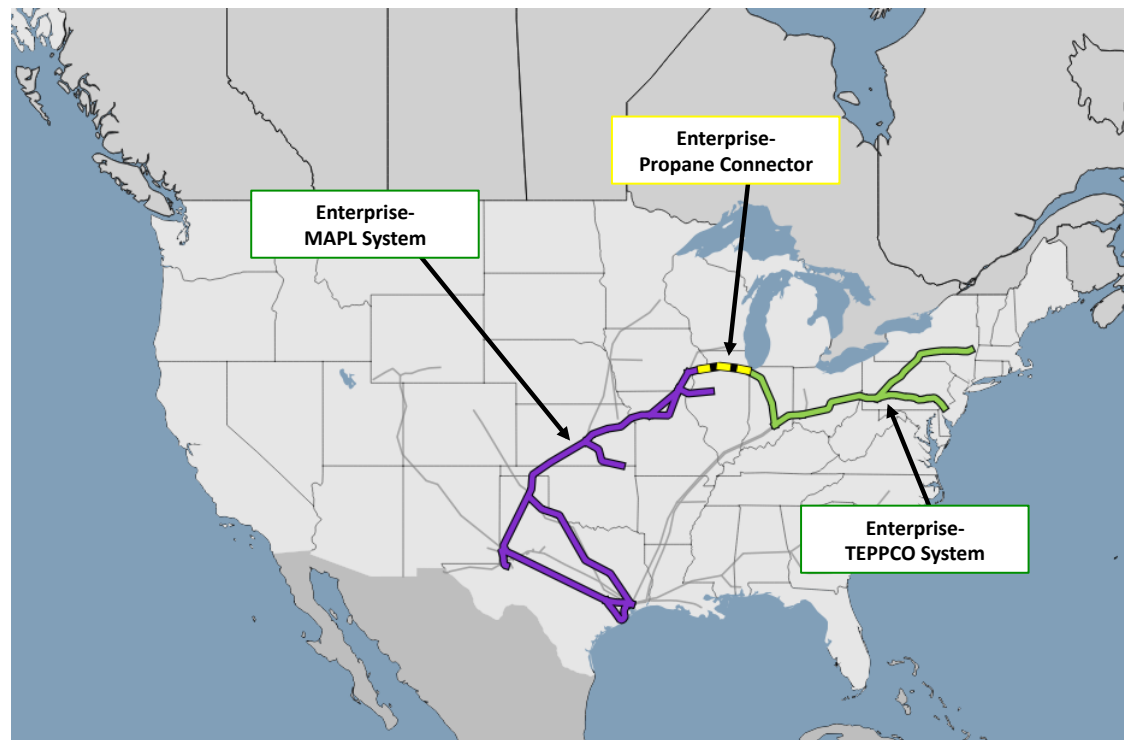 Enterprise-
Propane Connector
Enterprise-
MAPL System
Enterprise-
TEPPCO System